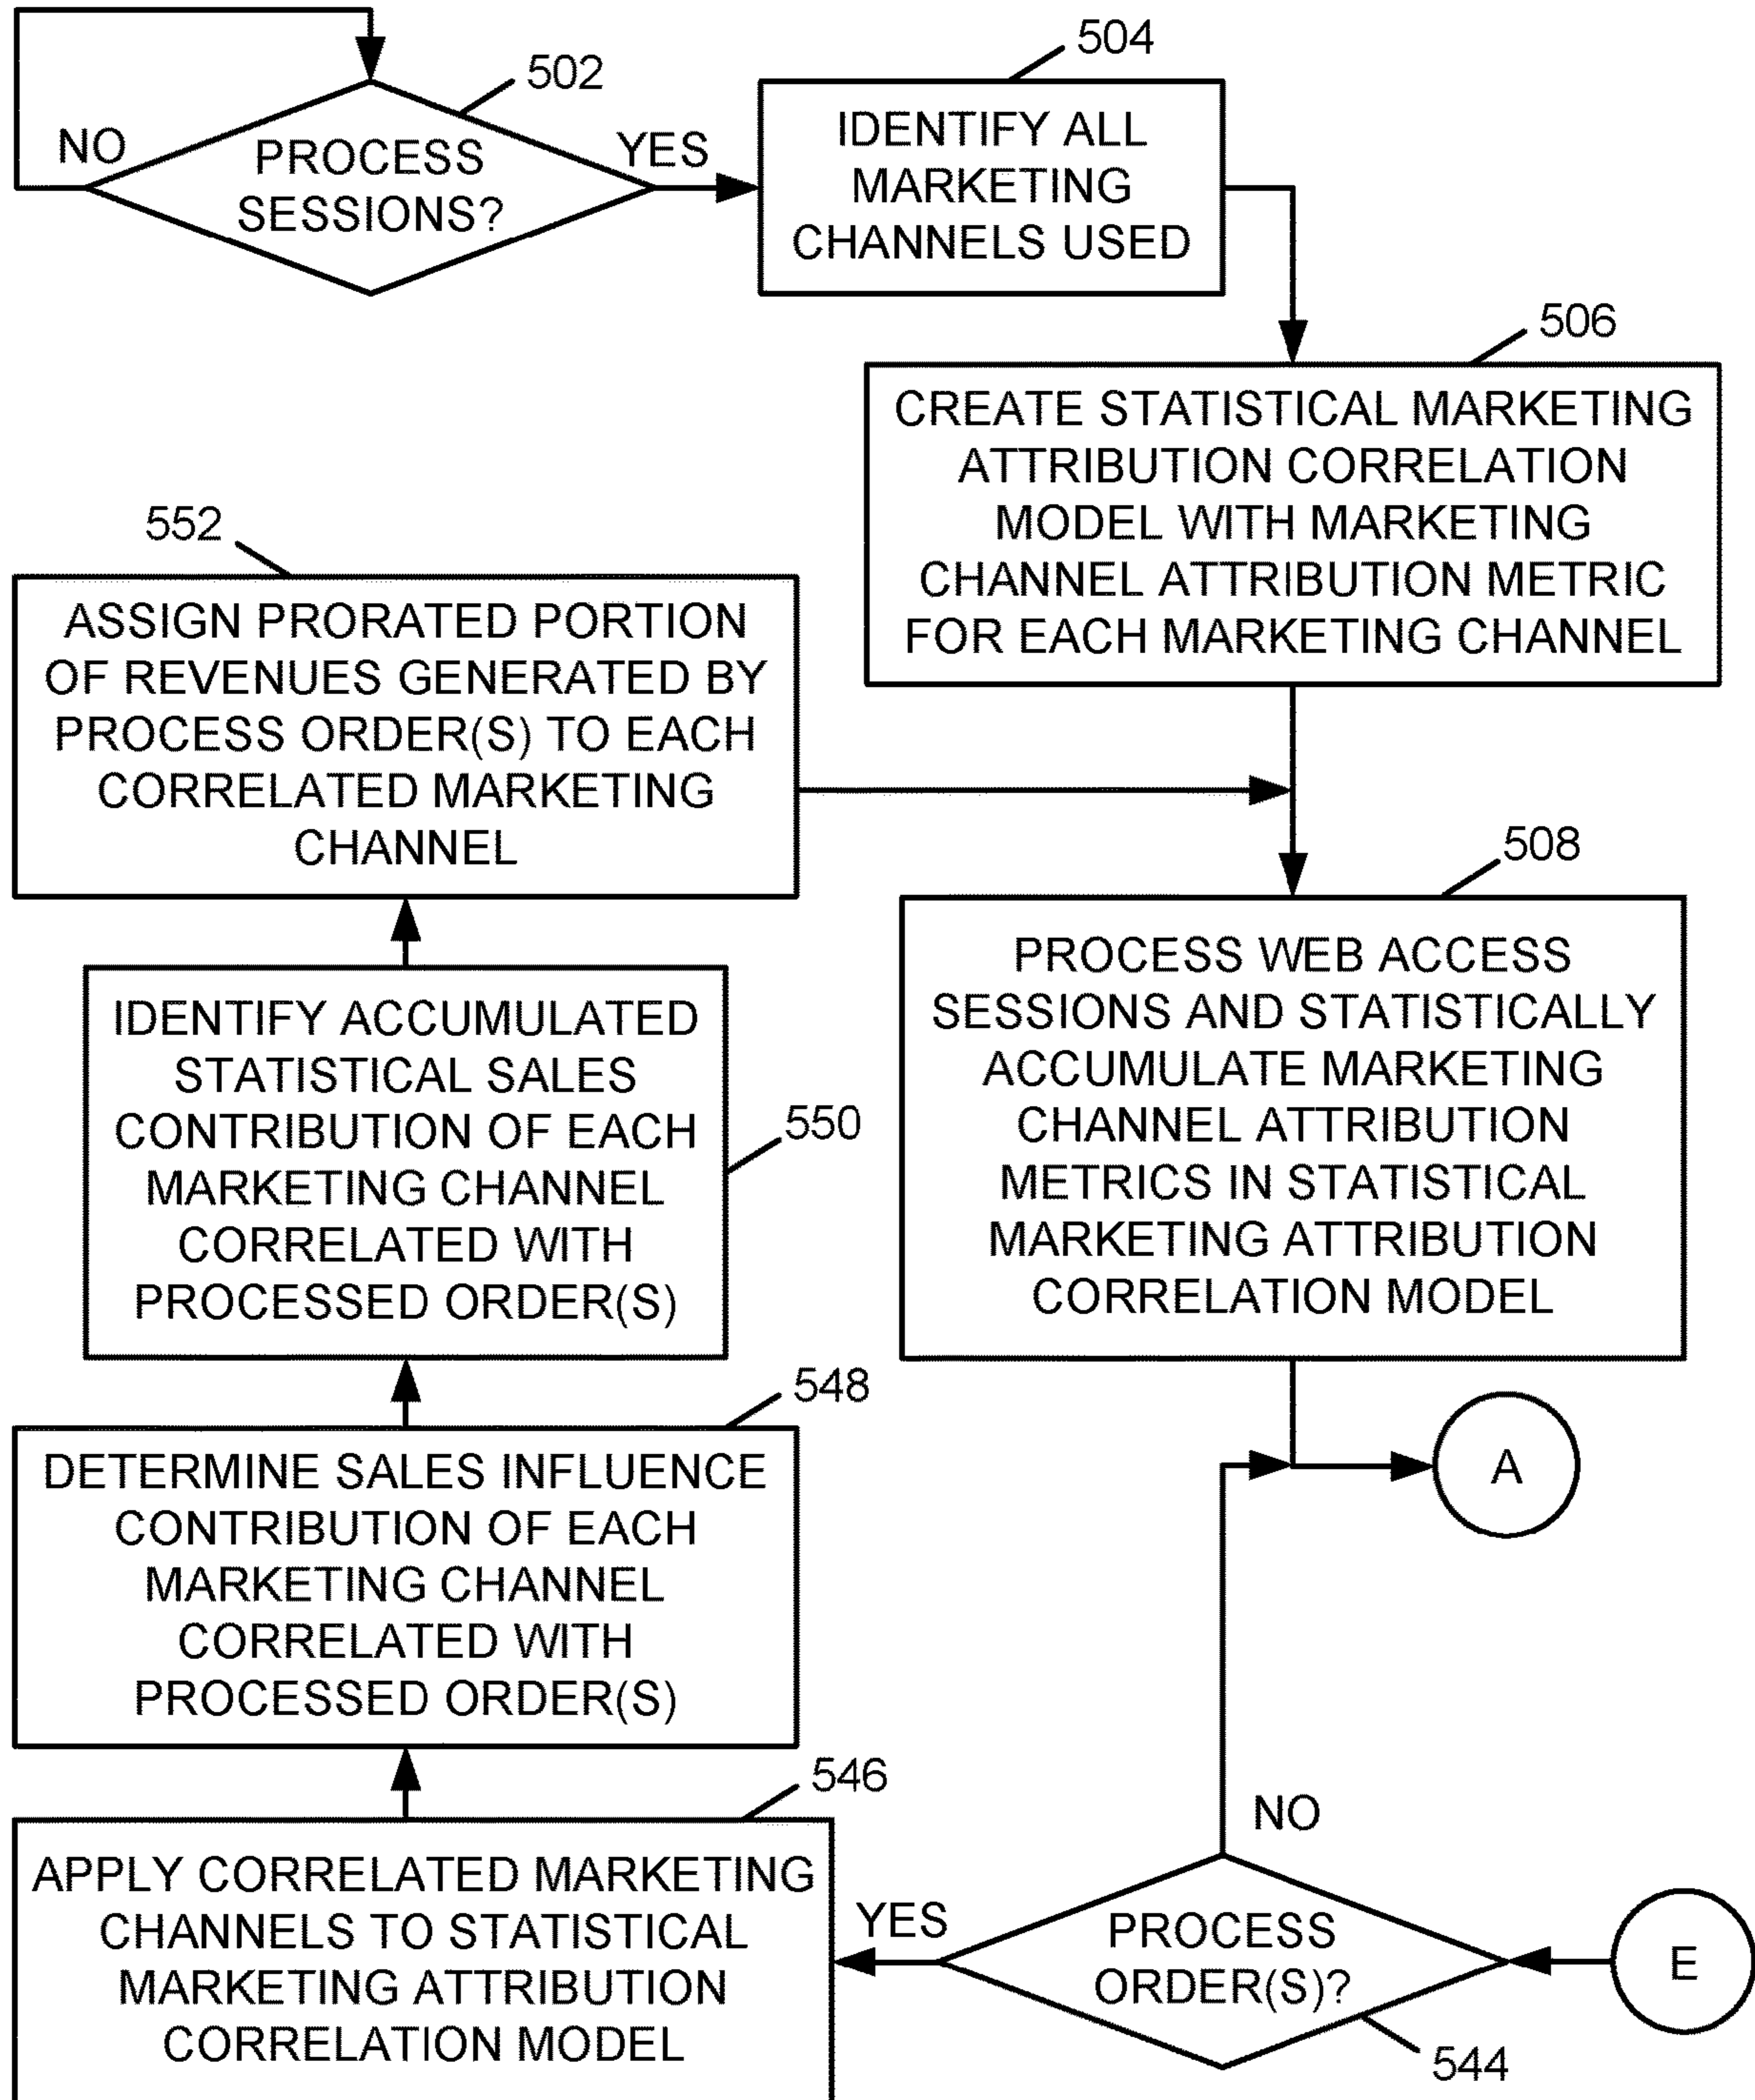 502
NO
PROCESS
SESSIONS?
YES
504
IDENTIFY ALL
MARKETING
CHANNELS USED
506
CREATE STATISTICAL MARKETING
ATTRIBUTION CORRELATION
MODEL WITH MARKETING
CHANNEL ATTRIBUTION METRIC
FOR EACH MARKETING CHANNEL
552
ASSIGN PRORATED PORTION
OF REVENUES GENERATED BY
PROCESS ORDER(S) TO EACH
CORRELATED MARKETING
CHANNEL
508
PROCESS WEB ACCESS
SESSIONS AND STATISTICALLY
ACCUMULATE MARKETING
CHANNEL ATTRIBUTION
METRICS IN STATISTICAL
MARKETING ATTRIBUTION
CORRELATION MODEL
IDENTIFY ACCUMULATED
STATISTICAL SALES
CONTRIBUTION OF EACH
MARKETING CHANNEL
CORRELATED WITH
PROCESSED ORDER(S)
550
548
DETERMINE SALES INFLUENCE
CONTRIBUTION OF EACH
MARKETING CHANNEL
CORRELATED WITH
PROCESSED ORDER(S)
A
546
APPLY CORRELATED MARKETING
CHANNELS TO STATISTICAL
MARKETING ATTRIBUTION
CORRELATION MODEL
YES
NO
PROCESS
ORDER(S)?
544
E